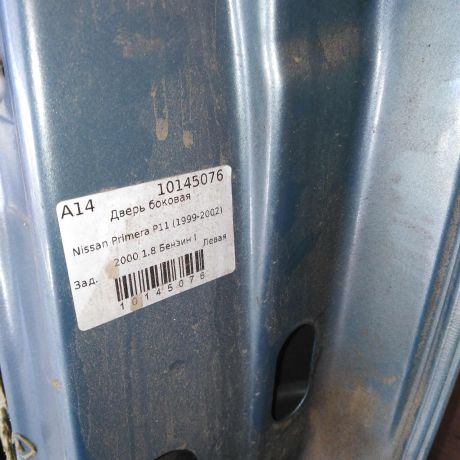 A14 10145076
Дверь боковая
Nissan Primera P11 (1999-2002)
2000 1.8 Бензин I
Зад. Левая
10145076